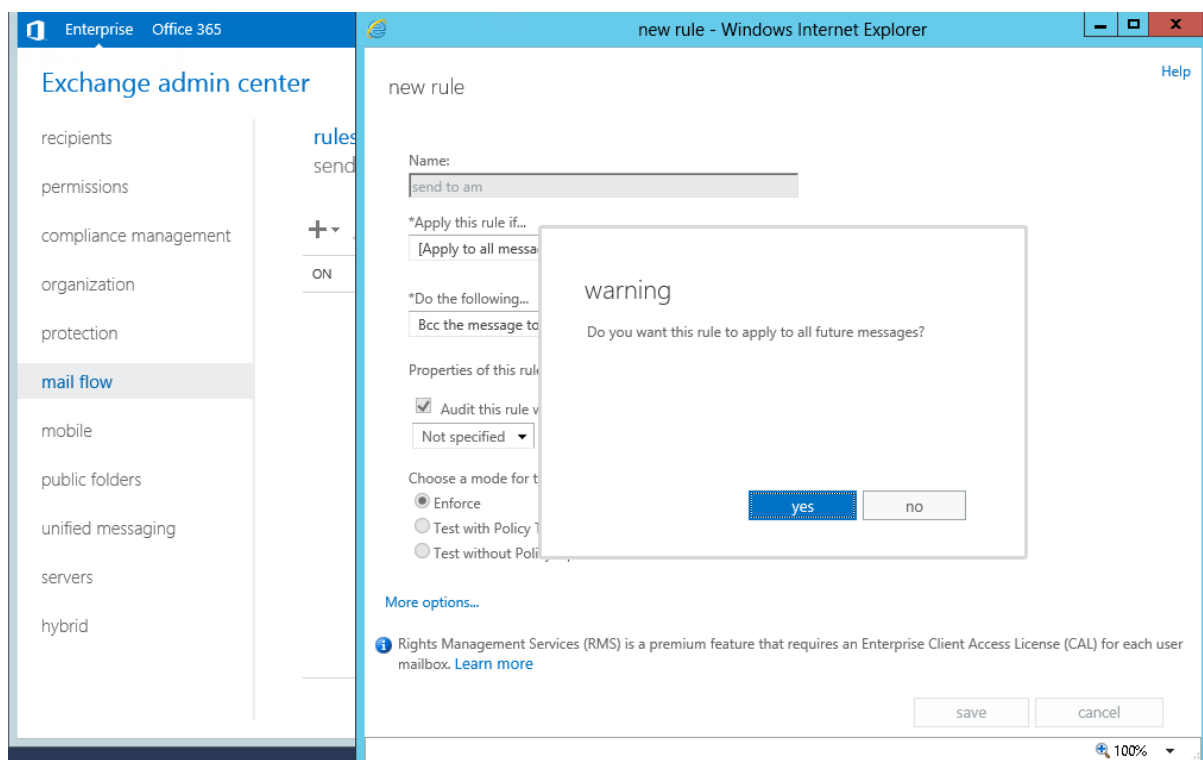 Enterprise Office 365
Exchange admin center
recipients
permissions
compliance management
organization
protection
mail flow
mobile
public folders
unified messaging
servers
hybrid
rules
send
ON
new rule - Windows Internet Explorer
Help
new rule
Name:
send to am
*Apply this rule if...
[Apply to all messa
*Do the following...
Bcc the message to
Properties of this rule
Audit this rule w
Not specified
Choose a mode for t
Enforce
Test with Policy T
Test without Poli
warning
Do you want this rule to apply to all future messages?
yes
no
More options...
Rights Management Services (RMS) is a premium feature that requires an Enterprise Client Access License (CAL) for each user
mailbox. Learn more
save
cancel
100%